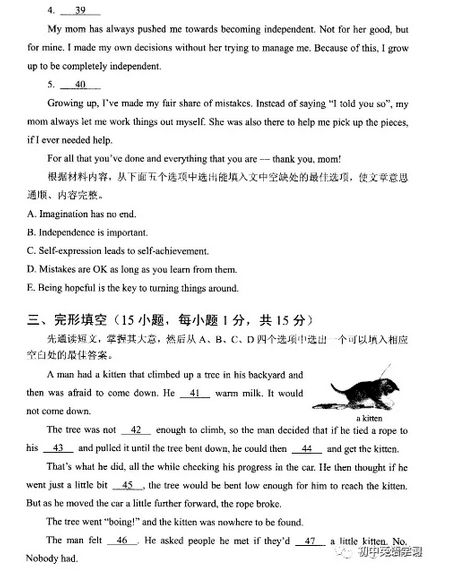 4. 39
My mom has always pushed me towards becoming independent. Not for her good, but
for mine. I made my own decisions without her trying to manage me. Because of this, I grow
up to be completely independent.
5. 40
Growing up, I've made my fair share of mistakes. Instead of saying "I told you so", my
mom always let me work things out myself. She was also there to help me pick up the pieces,
if I ever needed help.
For all that you've done and everything that you are — thank you, mom!
根据材料内容，从下面五个选项中选出能填入文中空缺处的最佳选项，使文章意思
通顺、内容完整。
A. Imagination has no end.
B. Independence is important.
C. Self-expression leads to self-achievement.
D. Mistakes are OK as long as you learn from them.
E. Being hopeful is the key to turning things around.
三、完形填空（15 小题，每小题 1 分，共 15 分）
先通读短文，掌握其大意，然后从 A、B、C、D 四个选项中选出一个可以填入相应
空白处的最佳答案。
A man had a kitten that climbed up a tree in his backyard and
then was afraid to come down. He 41 warm milk. It would
not come down.
a kitten
The tree was not 42 enough to climb, so the man decided that if he tied a rope to
his 43 and pulled it until the tree bent down, he could then 44 and get the kitten.
That's what he did, all the while checking his progress in the car. He then thought if he
went just a little bit 45, the tree would be bent low enough for him to reach the kitten.
But as he moved the car a little further forward, the rope broke.
The tree went "boing!" and the kitten was nowhere to be found.
The man felt 46. He asked people he met if they'd 47 a little kitten. No.
Nobody had.
初中英语学习